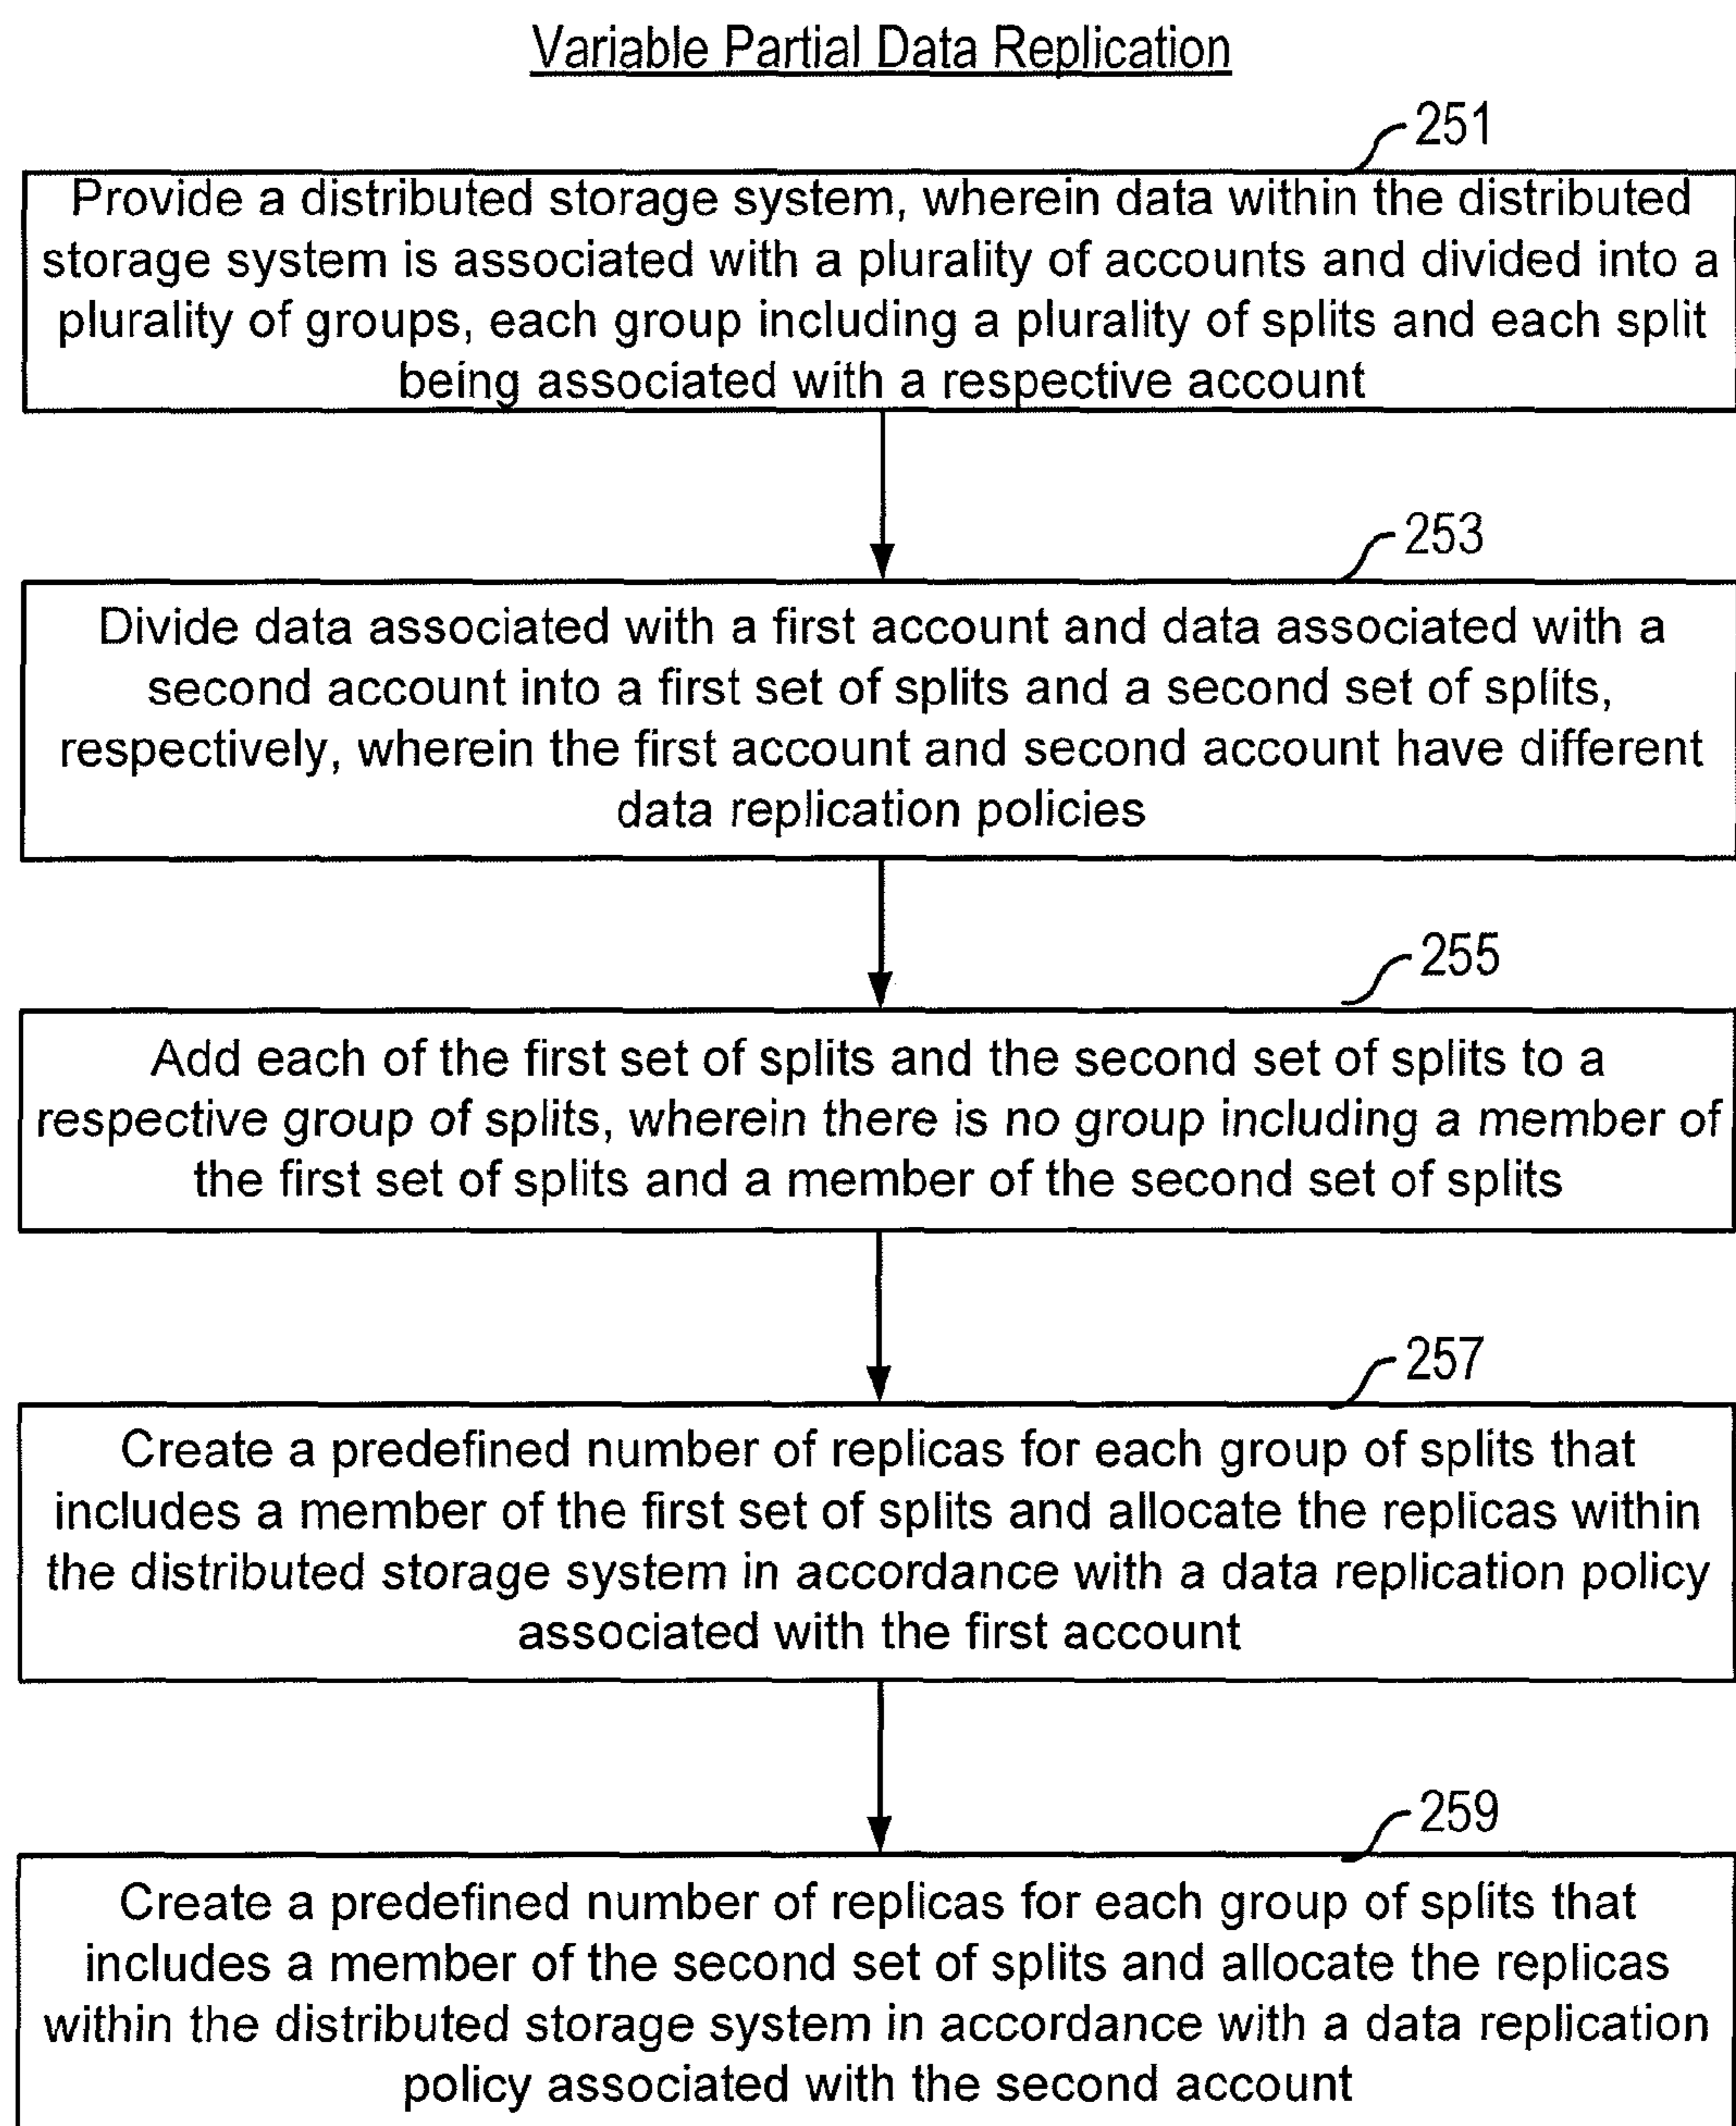 Variable Partial Data Replication
251
Provide a distributed storage system, wherein data within the distributed
storage system is associated with a plurality of accounts and divided into a
plurality of groups, each group including a plurality of splits and each split
being associated with a respective account
253
Divide data associated with a first account and data associated with a
second account into a first set of splits and a second set of splits,
respectively, wherein the first account and second account have different
data replication policies
255
Add each of the first set of splits and the second set of splits to a
respective group of splits, wherein there is no group including a member of
the first set of splits and a member of the second set of splits
257
Create a predefined number of replicas for each group of splits that
includes a member of the first set of splits and allocate the replicas within
the distributed storage system in accordance with a data replication policy
associated with the first account
259
Create a predefined number of replicas for each group of splits that
includes a member of the second set of splits and allocate the replicas
within the distributed storage system in accordance with a data replication
policy associated with the second account